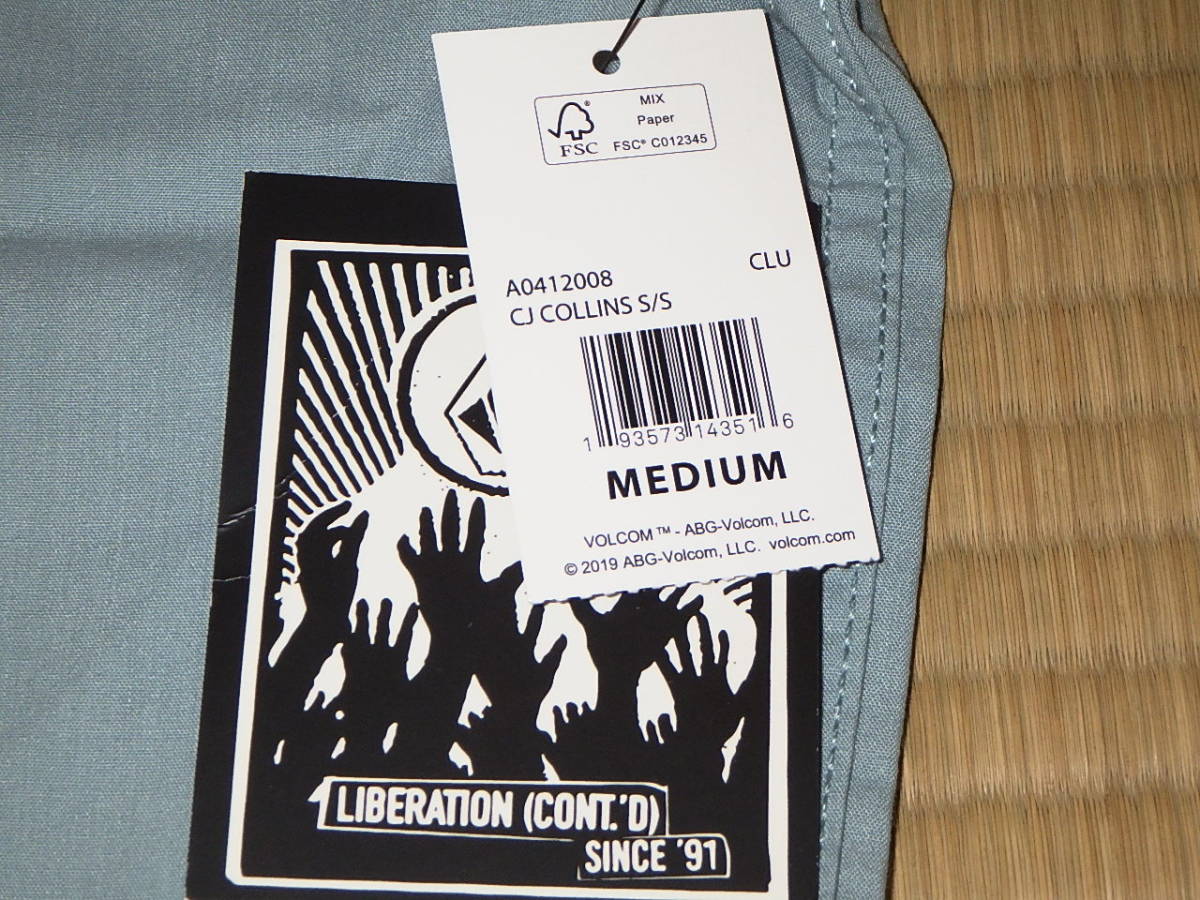 MIX
Paper
FSC® FSC® C012345
A0412008 CLU
CJ COLLINS S/S
1 93573 14351 6
MEDIUM
VOLCOM™ - ABG-Volcom, LLC.
© 2019 ABG-Volcom, LLC. volcom.com
LIBERATION (CONT.'D)
SINCE '91